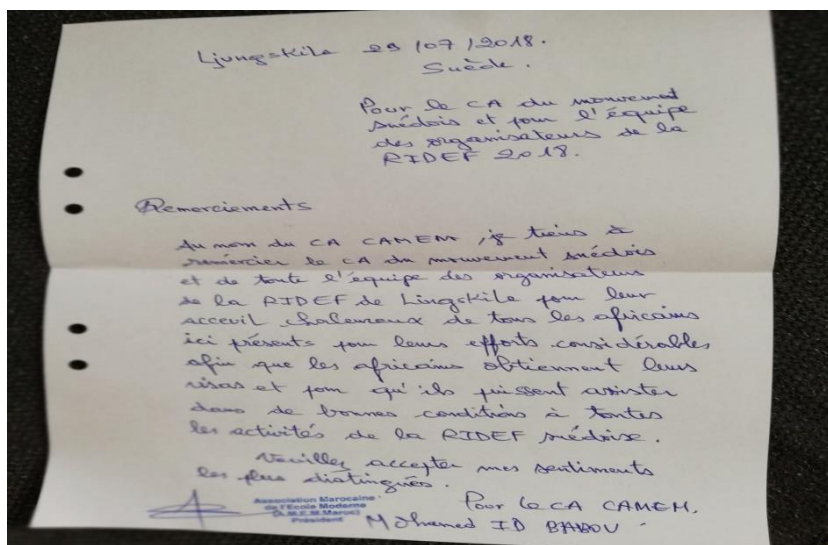 Ljungskile 29/07/2018.
Suède.
Pour le CA du mouvement
suédois et pour l'équipe
des organisateurs de la
RIDEF 2018.
Remerciements
Au nom du CA CAMEM, je tiens à
remercier le CA du mouvement suédois
et de toute l'équipe des organisateurs
de la RIDEF de Lingskile pour leur
acceuil chaleureux de tous les africains
ici présents pour leurs efforts considérables
afin que les africains obtiennent leurs
visas et pour qu'ils puissent assister
dans de bonnes conditions à toutes
les activités de la RIDEF suédoise.
Veuillez accepter mes sentiments
les plus distingués.
Pour le CA CAMEM.
Mohamed ID BABOU
Association Marocaine
de l'Ecole Moderne
(A.M.E.M. Maroc)
Président